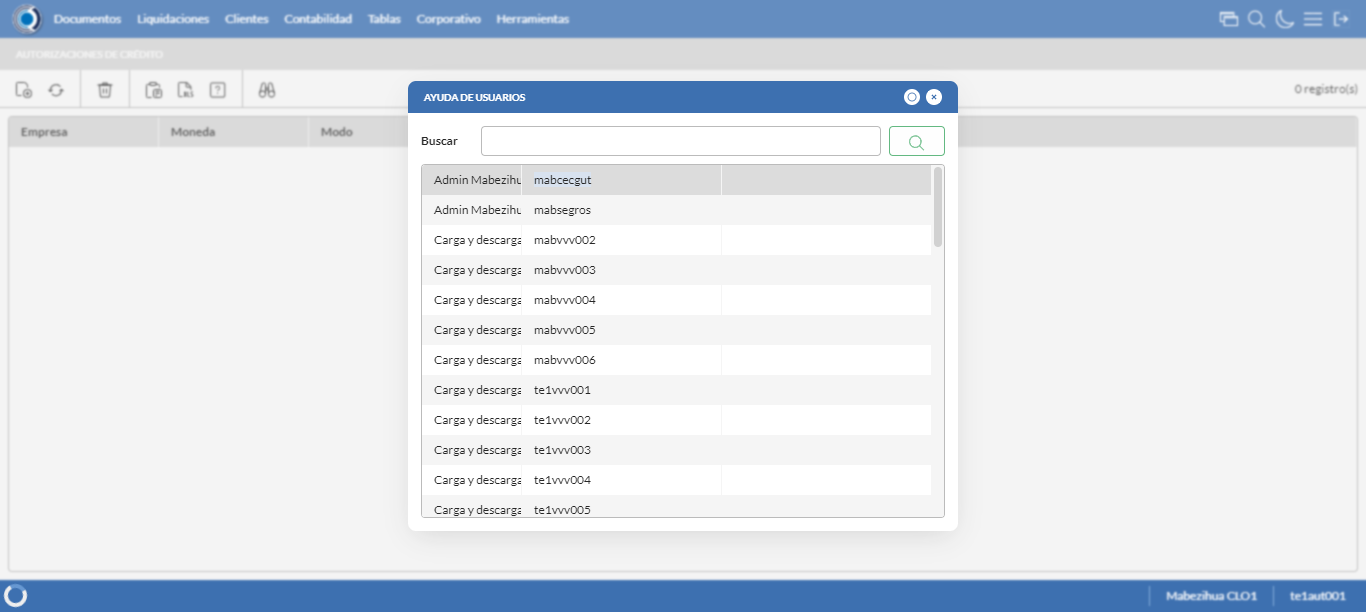 Documentos Liquidaciones Clientes Contabilidad Tablas Corporativo Herramientas
AUTORIZACIONES DE CRÉDITO
0 registro(s)
Empresa Moneda Modo
AYUDA DE USUARIOS
Buscar
Admin Mabezihu mabcecgut
Admin Mabezihu mabsegros
Carga y descarga mabvvv002
Carga y descarga mabvvv003
Carga y descarga mabvvv004
Carga y descarga mabvvv005
Carga y descarga mabvvv006
Carga y descarga te1vvv001
Carga y descarga te1vvv002
Carga y descarga te1vvv003
Carga y descarga te1vvv004
Carga y descarga te1vvv005
Mabezihua CLO1 te1aut001